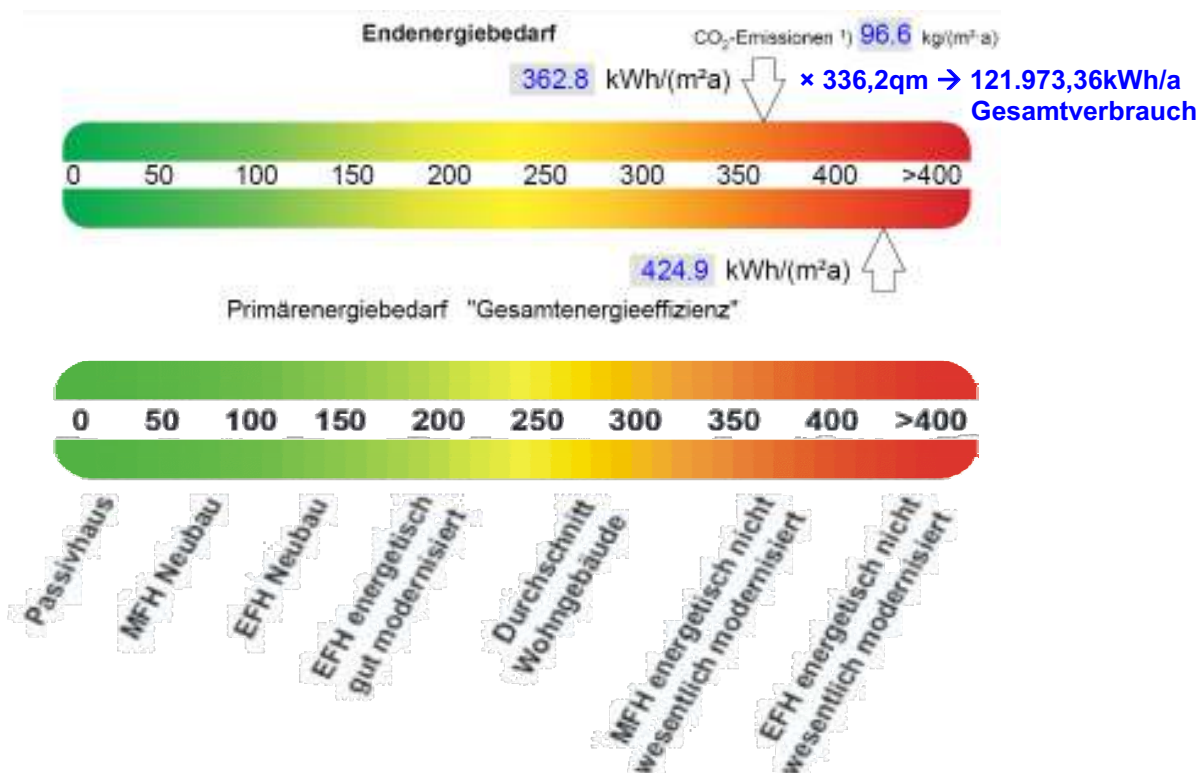 Endenergiebedarf
CO₂-Emissionen ¹) 96.6 kg/(m²·a)
362.8 kWh/(m²a)
× 336,2qm → 121.973,36kWh/a
Gesamtverbrauch
0 50 100 150 200 250 300 350 400 >400
424.9 kWh/(m²a)
Primärenergiebedarf "Gesamtenergieeffizienz"
0 50 100 150 200 250 300 350 400 >400
Passivhaus
MFH Neubau
EFH Neubau
EFH energetisch
gut modernisiert
Durchschnitt
Wohngebäude
MFH energetisch nicht
wesentlich modernisiert
EFH energetisch nicht
wesentlich modernisiert